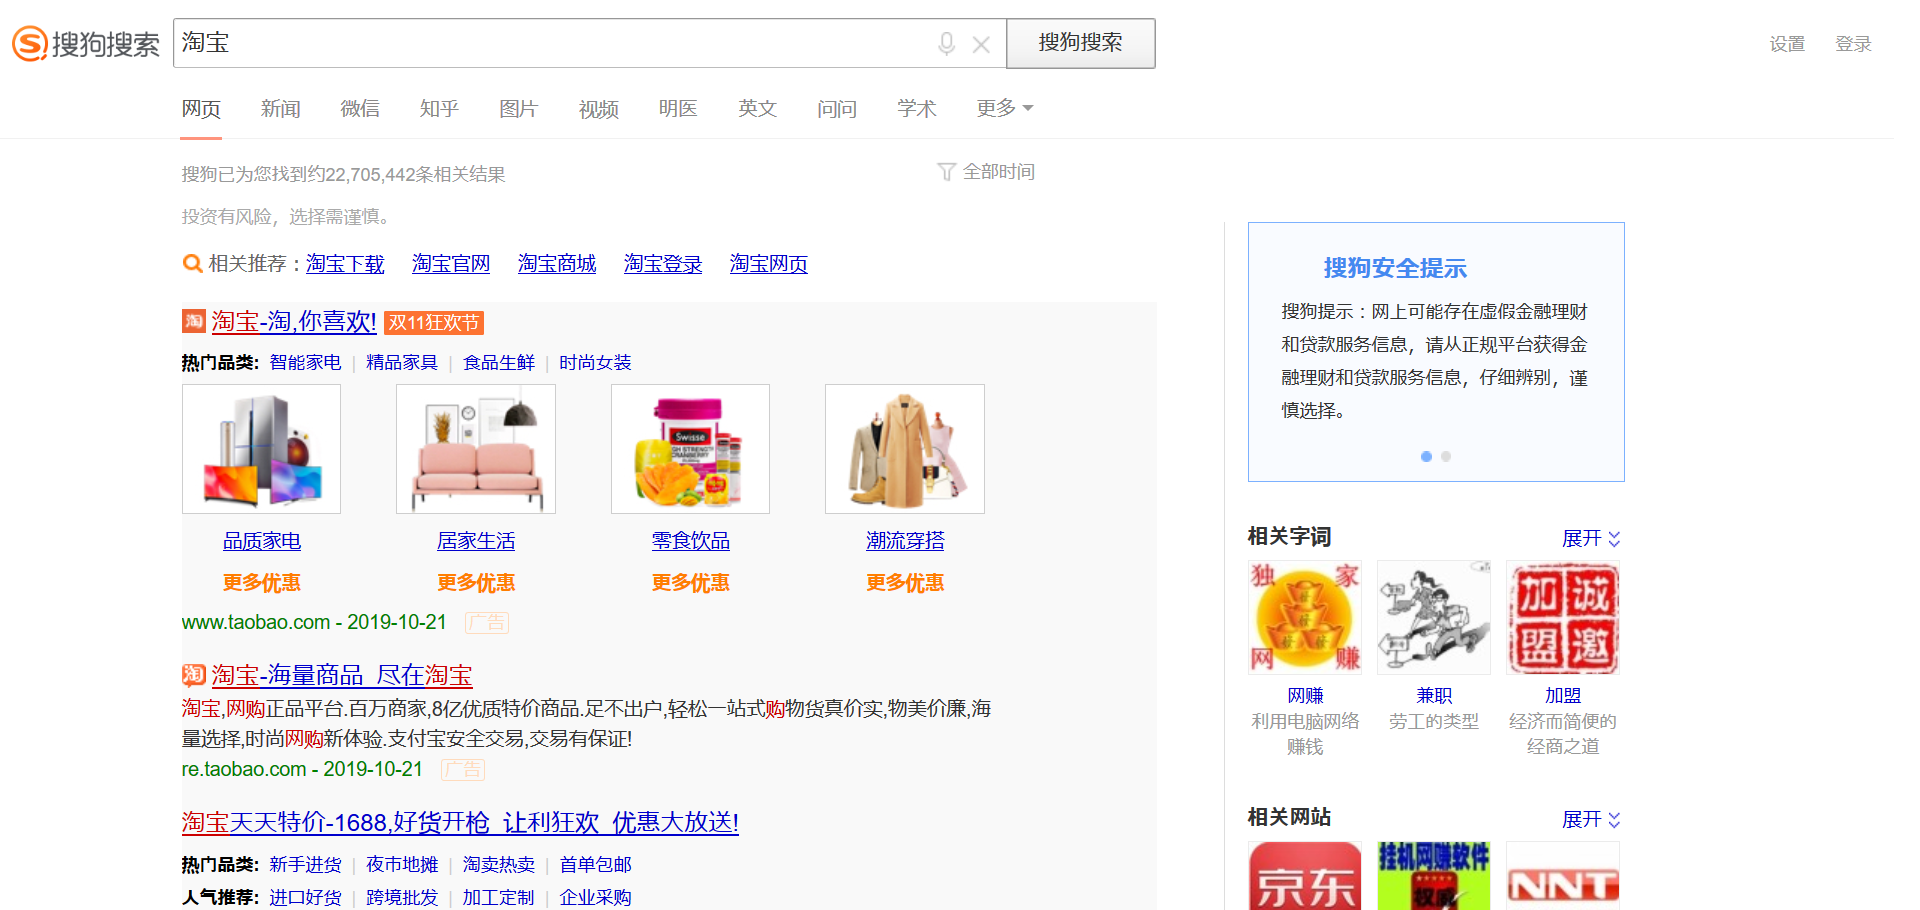 搜狗搜索
淘宝
搜狗搜索
设置 登录
网页 新闻 微信 知乎 图片 视频 明医 英文 问问 学术 更多
搜狗已为您找到约22,705,442条相关结果
全部时间
投资有风险，选择需谨慎。
相关推荐：淘宝下载 淘宝官网 淘宝商城 淘宝登录 淘宝网页
淘 淘宝-淘,你喜欢! 双11狂欢节
热门品类: 智能家电 | 精品家具 | 食品生鲜 | 时尚女装
Swisse
HIGH STRENGTH
CRANBERRY
品质家电 居家生活 零食饮品 潮流穿搭
更多优惠 更多优惠 更多优惠 更多优惠
www.taobao.com - 2019-10-21 广告
淘 淘宝-海量商品 尽在淘宝
淘宝,网购正品平台.百万商家,8亿优质特价商品.足不出户,轻松一站式购物货真价实,物美价廉,海
量选择,时尚网购新体验.支付宝安全交易,交易有保证!
re.taobao.com - 2019-10-21 广告
淘宝天天特价-1688,好货开枪 让利狂欢 优惠大放送!
热门品类: 新手进货 | 夜市地摊 | 淘卖热卖 | 首单包邮
人气推荐: 进口好货 | 跨境批发 | 加工定制 | 企业采购
搜狗安全提示
搜狗提示：网上可能存在虚假金融理财
和贷款服务信息，请从正规平台获得金
融理财和贷款服务信息，仔细辨别，谨
慎选择。
相关字词 展开
独家
网赚
加诚
盟邀
网赚 兼职 加盟
利用电脑网络 劳工的类型 经济而简便的
赚钱 经商之道
相关网站 展开
京东
挂机网赚软件
权威
NNT